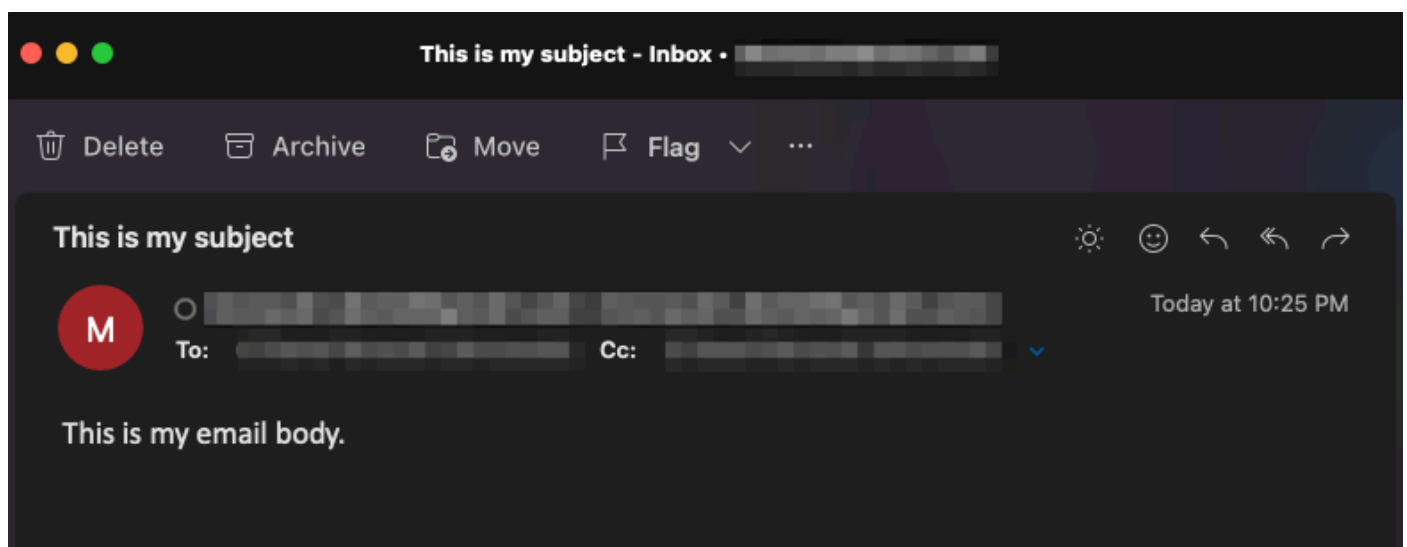 This is my subject - Inbox •
Delete Archive Move Flag ...
This is my subject
M
Today at 10:25 PM
To: Cc:
This is my email body.